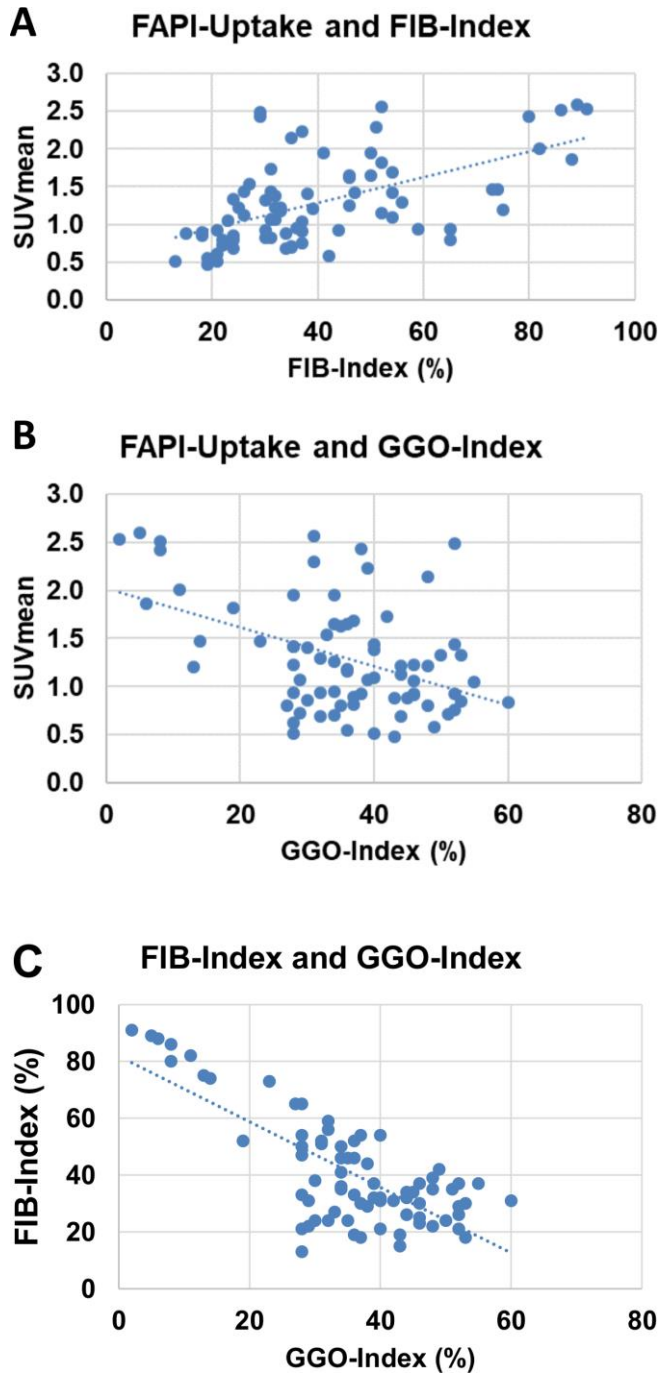 A
FAPI-Uptake and FIB-Index
3.0
2.5
2.0
1.5
1.0
0.5
0.0
SUVmean
0 20 40 60 80 100
FIB-Index (%)
B
FAPI-Uptake and GGO-Index
3.0
2.5
2.0
1.5
1.0
0.5
0.0
SUVmean
0 20 40 60 80
GGO-Index (%)
C
FIB-Index and GGO-Index
100
80
60
40
20
0
FIB-Index (%)
0 20 40 60 80
GGO-Index (%)